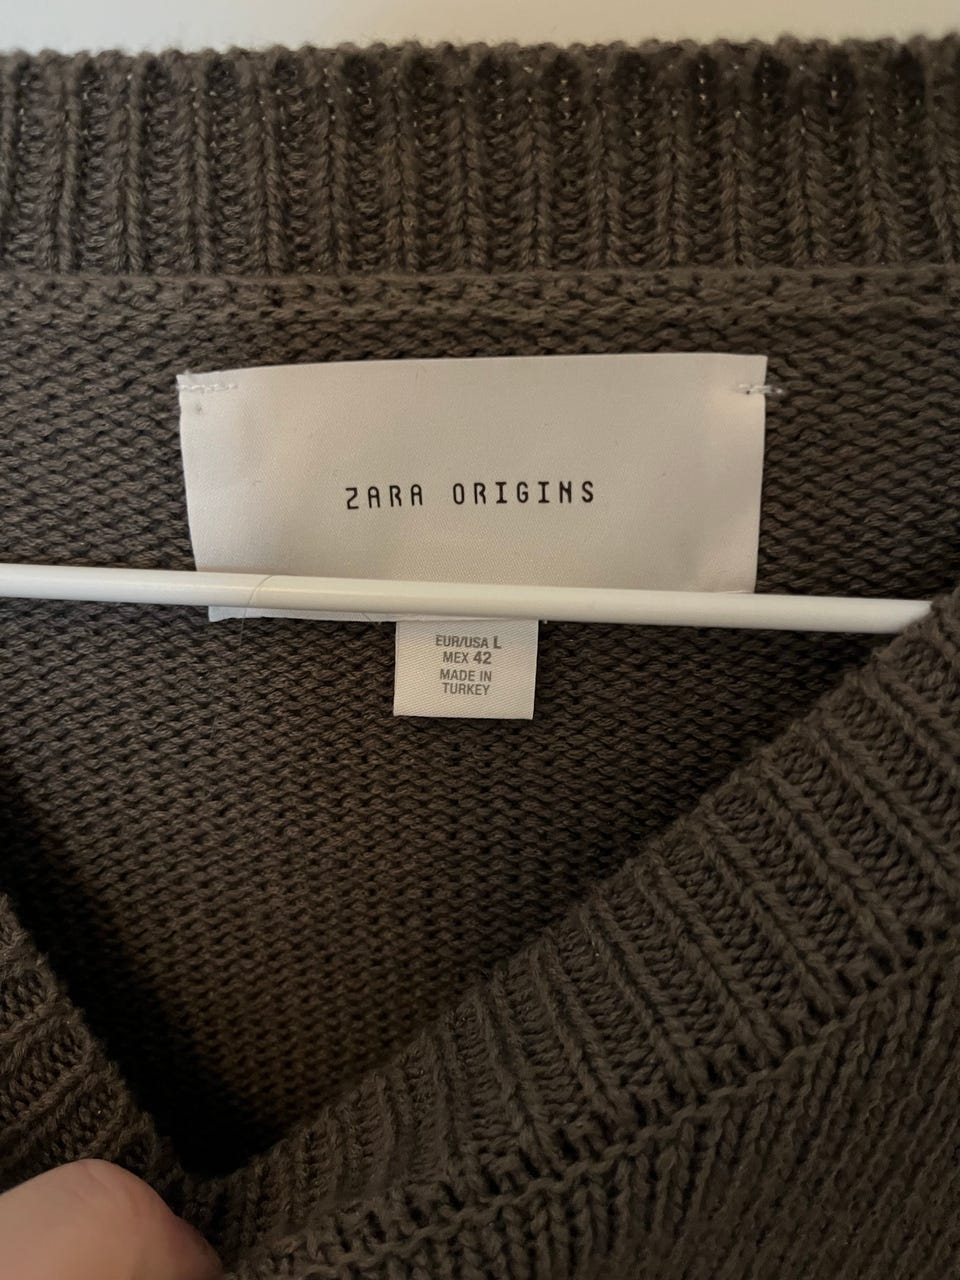 ZARA ORIGINS
EUR/USA L
MEX 42
MADE IN
TURKEY